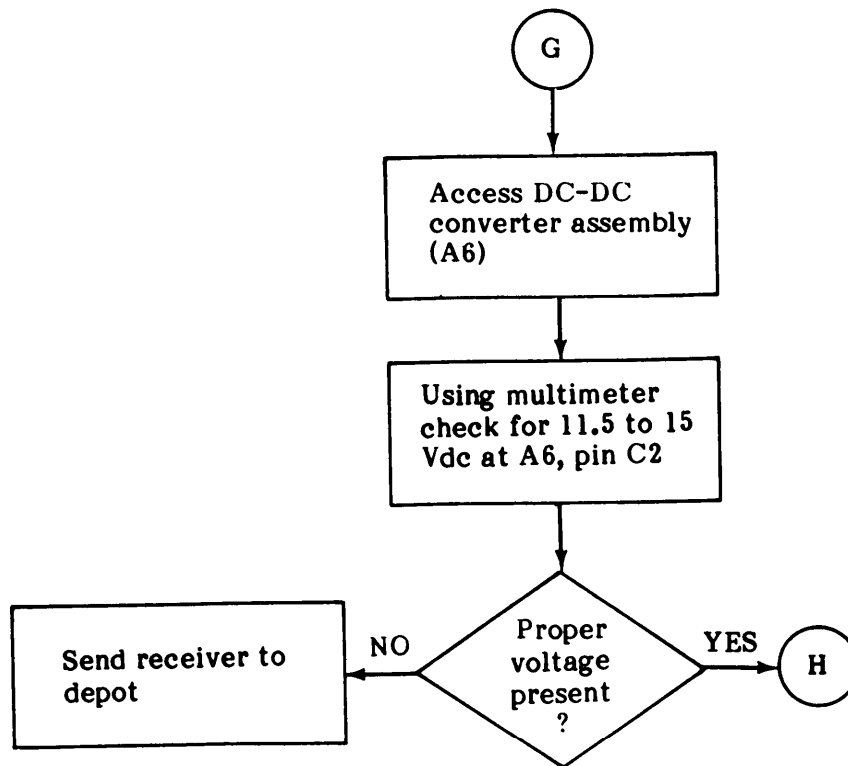 G
Access DC-DC
converter assembly
(A6)
Using multimeter
check for 11.5 to 15
Vdc at A6, pin C2
Proper
voltage
present
?
NO
Send receiver to
depot
YES
H